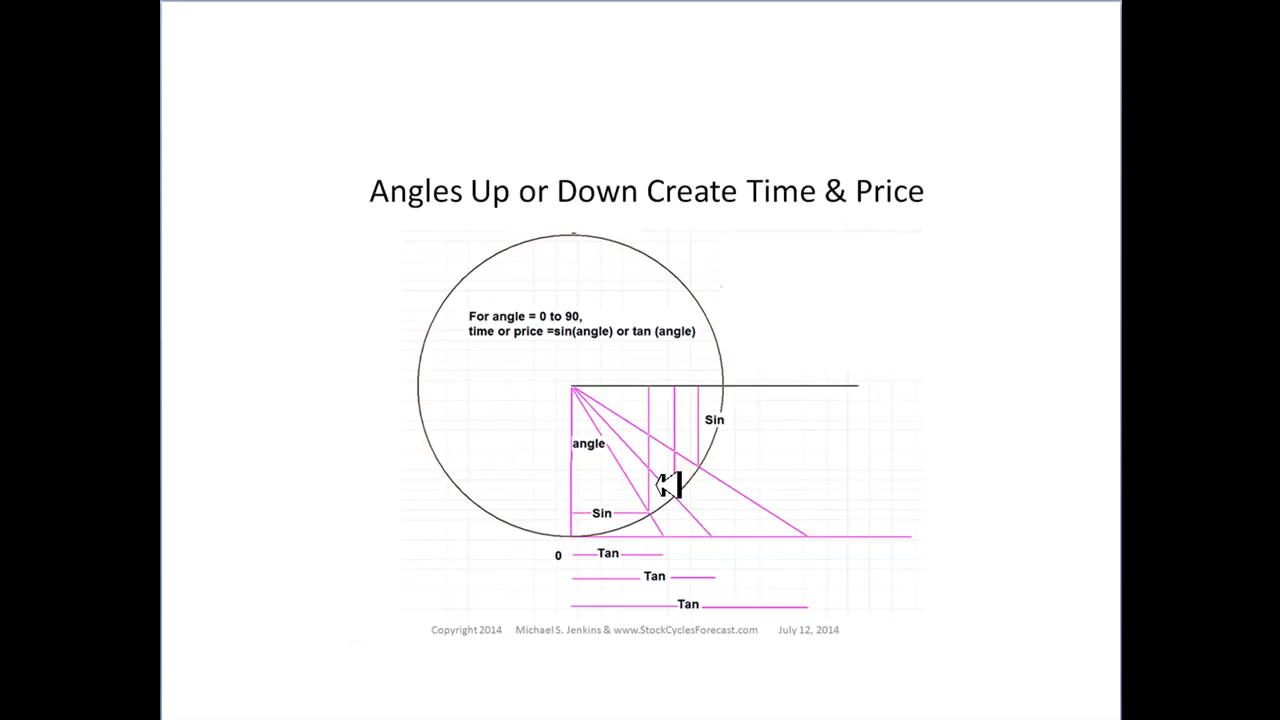 Angles Up or Down Create Time & Price
For angle = 0 to 90,
time or price =sin(angle) or tan (angle)
Sin
angle
Sin
0
Tan
Tan
Tan
Copyright 2014 Michael S. Jenkins & www.StockCyclesForecast.com July 12, 2014